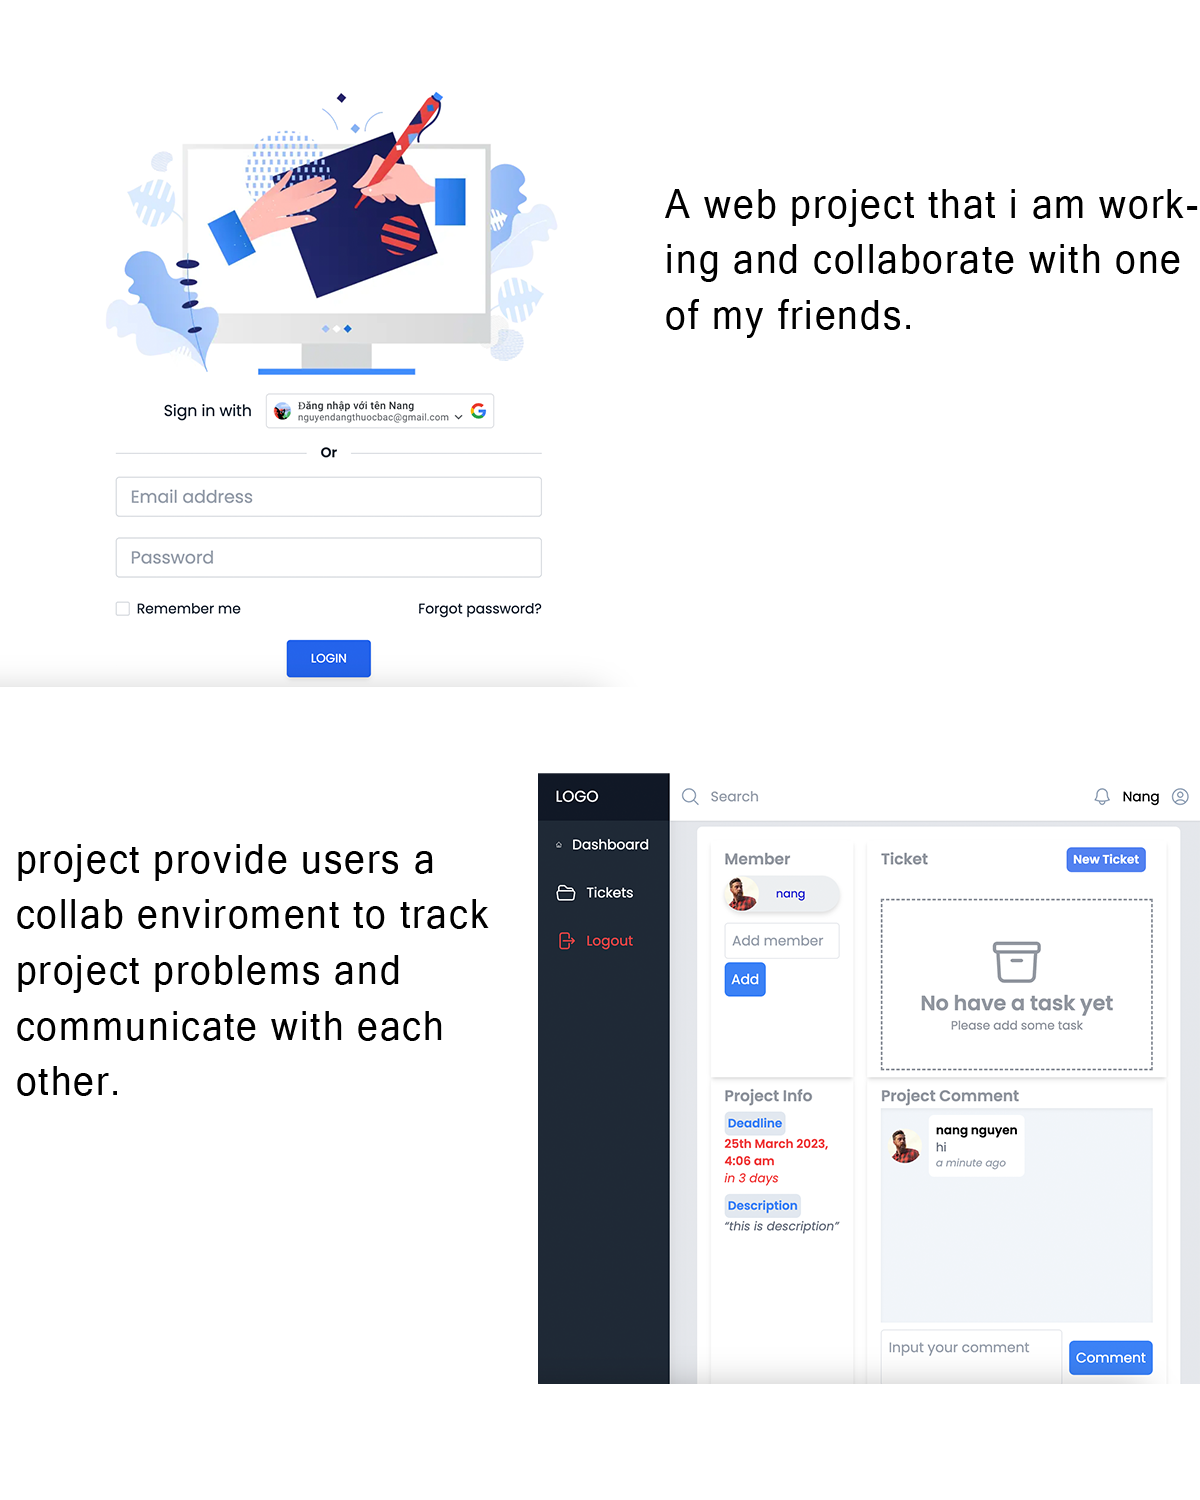 A web project that i am work-
ing and collaborate with one
of my friends.
Sign in with
Đăng nhập với tên Nang
nguyendangthuocbac@gmail.com
Or
Email address
Password
Remember me
Forgot password?
LOGIN
project provide users a
collab enviroment to track
project problems and
communicate with each
other.
LOGO
Search
Nang
Dashboard
Tickets
Logout
Member
nang
Add member
Add
Ticket
New Ticket
No have a task yet
Please add some task
Project Info
Deadline
25th March 2023,
4:06 am
in 3 days
Description
“this is description”
Project Comment
nang nguyen
hi
a minute ago
Input your comment
Comment